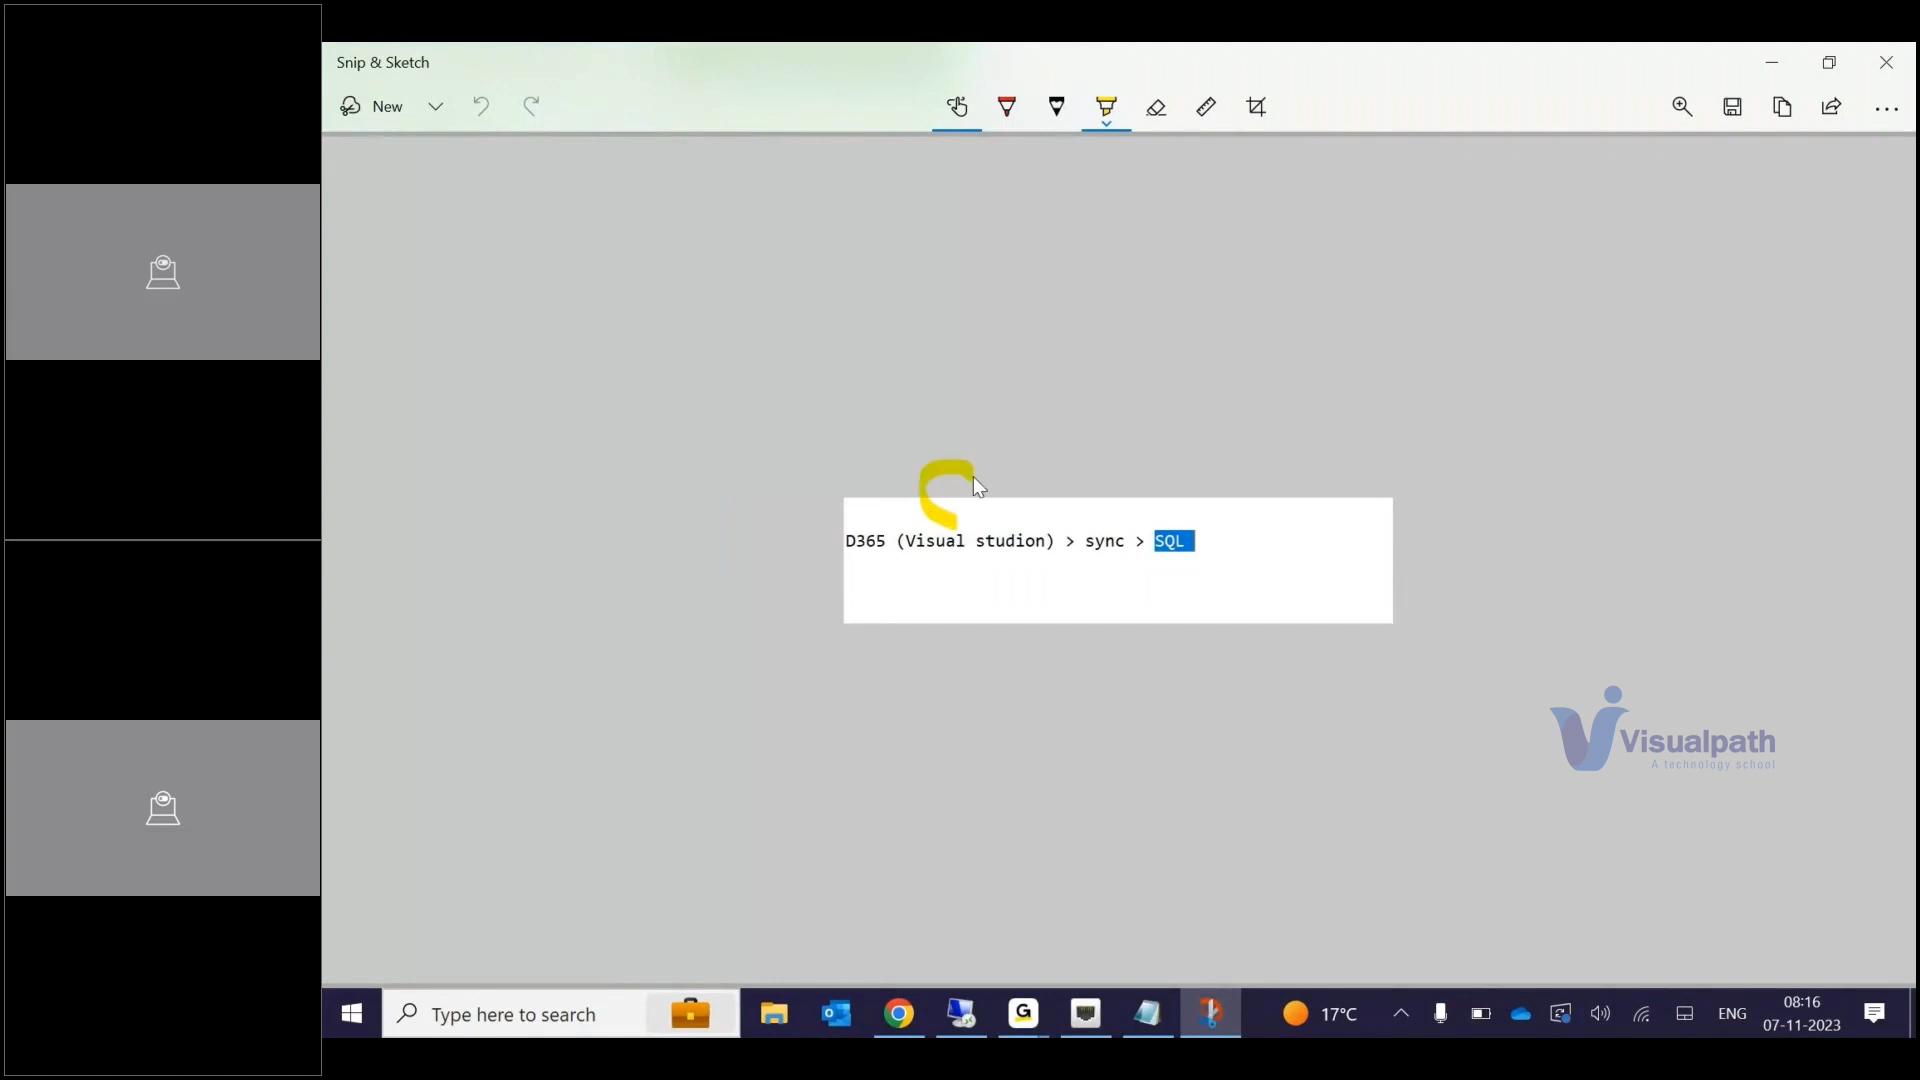 Snip & Sketch
New
D365 (Visual studion) > sync > SQL
Visualpath
A technology school
Type here to search
17°C
ENG
08:16
07-11-2023